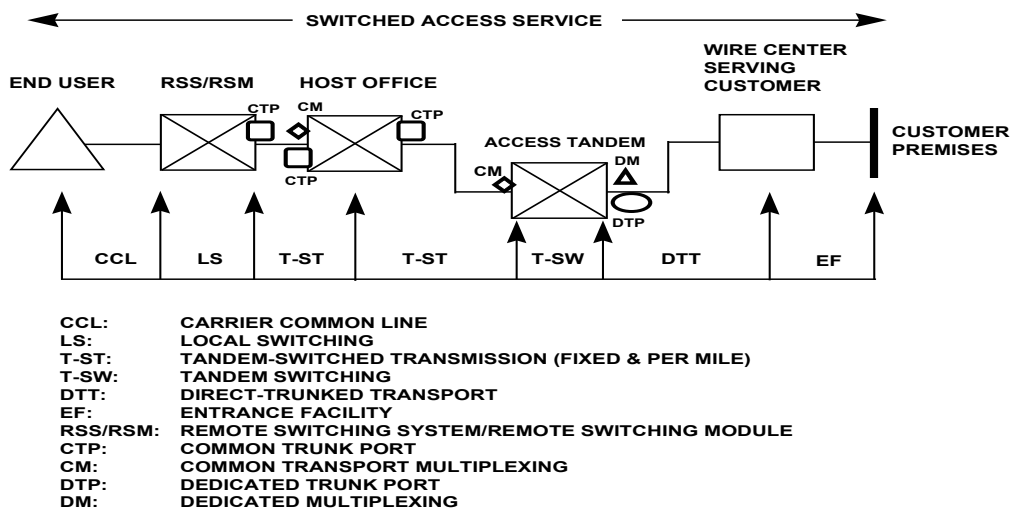 SWITCHED ACCESS SERVICE
WIRE CENTER
SERVING
CUSTOMER
END USER
RSS/RSM
HOST OFFICE
CTP
CM
CTP
CTP
ACCESS TANDEM
CUSTOMER
PREMISES
CM
DM
DTP
CCL
LS
T-ST
T-ST
T-SW
DTT
EF
CCL: CARRIER COMMON LINE
LS: LOCAL SWITCHING
T-ST: TANDEM-SWITCHED TRANSMISSION (FIXED & PER MILE)
T-SW: TANDEM SWITCHING
DTT: DIRECT-TRUNKED TRANSPORT
EF: ENTRANCE FACILITY
RSS/RSM: REMOTE SWITCHING SYSTEM/REMOTE SWITCHING MODULE
CTP: COMMON TRUNK PORT
CM: COMMON TRANSPORT MULTIPLEXING
DTP: DEDICATED TRUNK PORT
DM: DEDICATED MULTIPLEXING